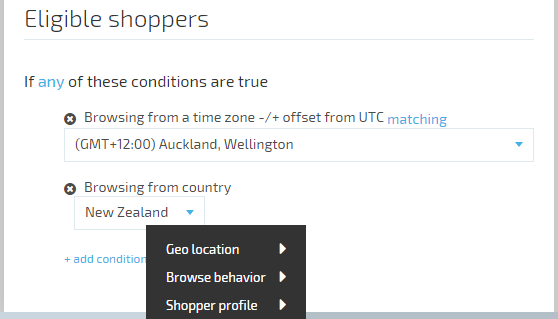 Eligible shoppers
If any of these conditions are true
Browsing from a time zone -/+ offset from UTC matching
(GMT+12:00) Auckland, Wellington
Browsing from country
New Zealand
+ add condition
Geo location
Browse behavior
Shopper profile